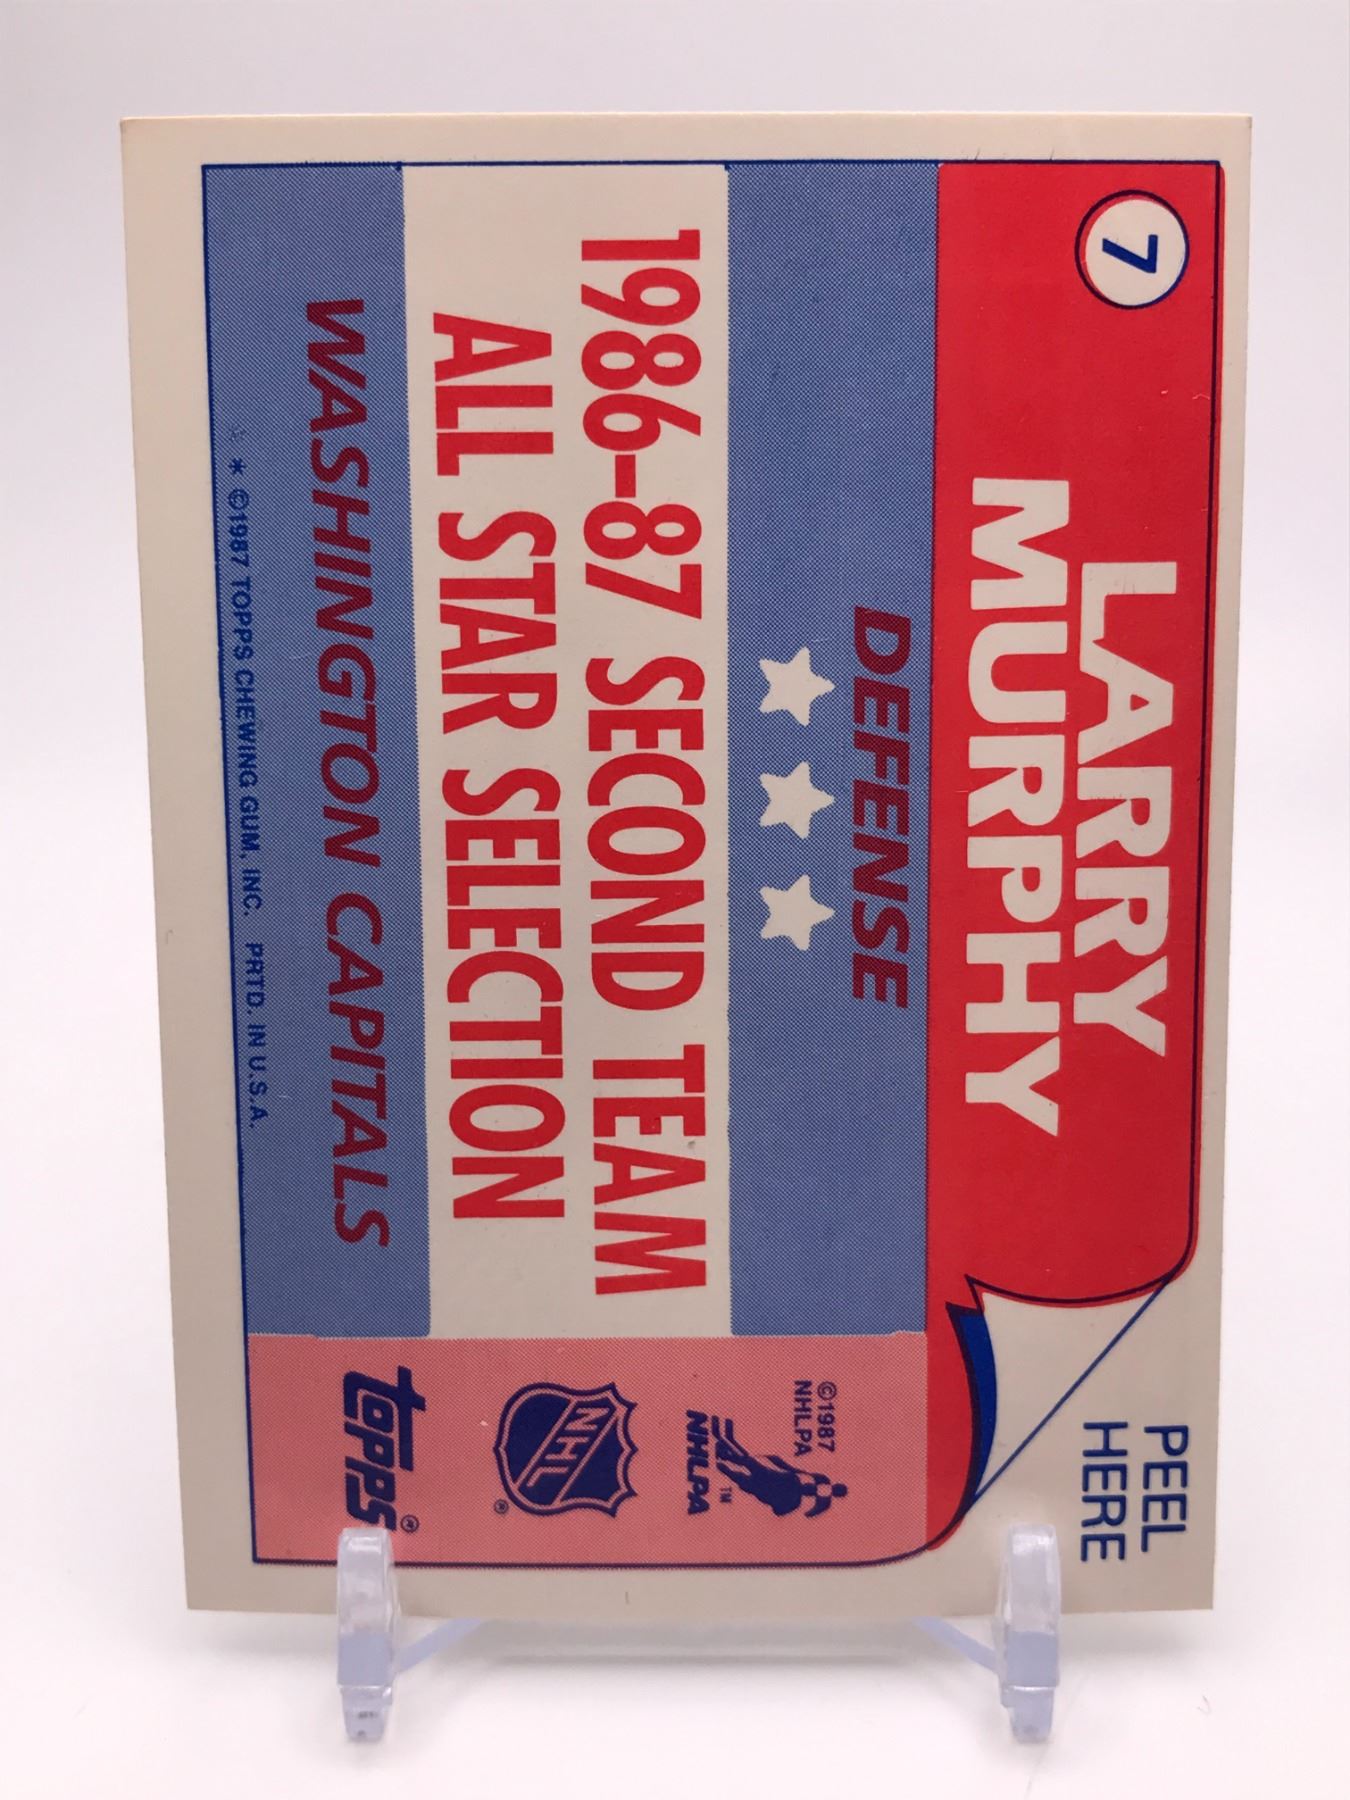 7
LARRY
MURPHY
PEEL
HERE
DEFENSE
1986-87 SECOND TEAM
ALL STAR SELECTION
WASHINGTON CAPITALS
©1987
NHLPA
NHLPA
TM
NHL
®
topps®
* * ©1987 TOPPS CHEWING GUM, INC. PRTD. IN U.S.A.